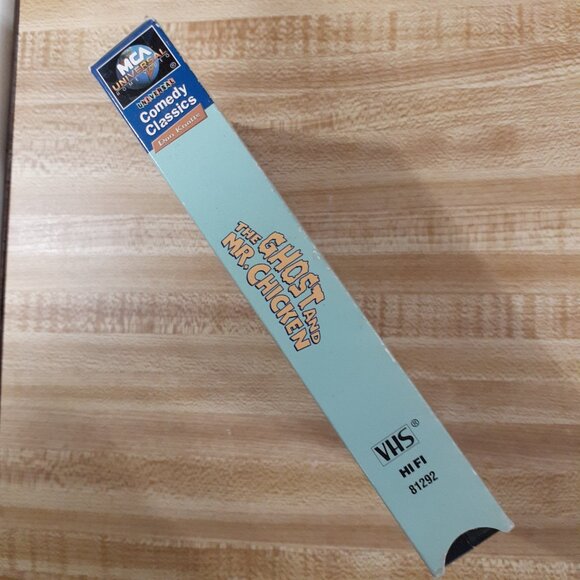 MCA
UNIVERSAL
®
UNIVERSAL
Comedy
Classics
Don Knotts
THE GHOST AND
MR. CHICKEN
VHS ®
HI FI
81292